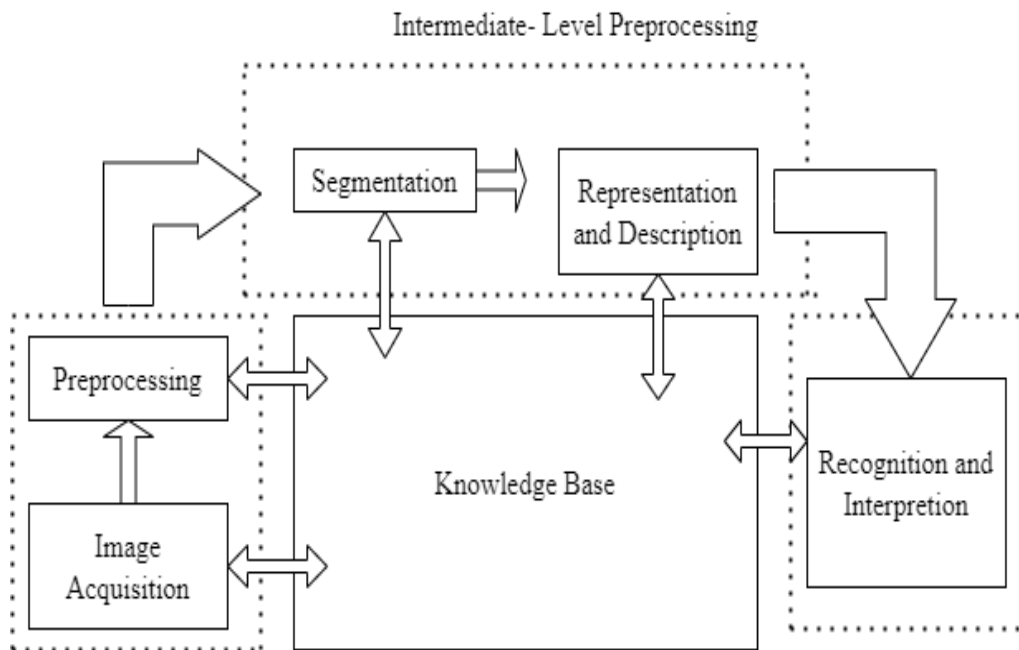 Intermediate- Level Preprocessing
Segmentation
Representation
and Description
Preprocessing
Image
Acquisition
Knowledge Base
Recognition and
Interpretion